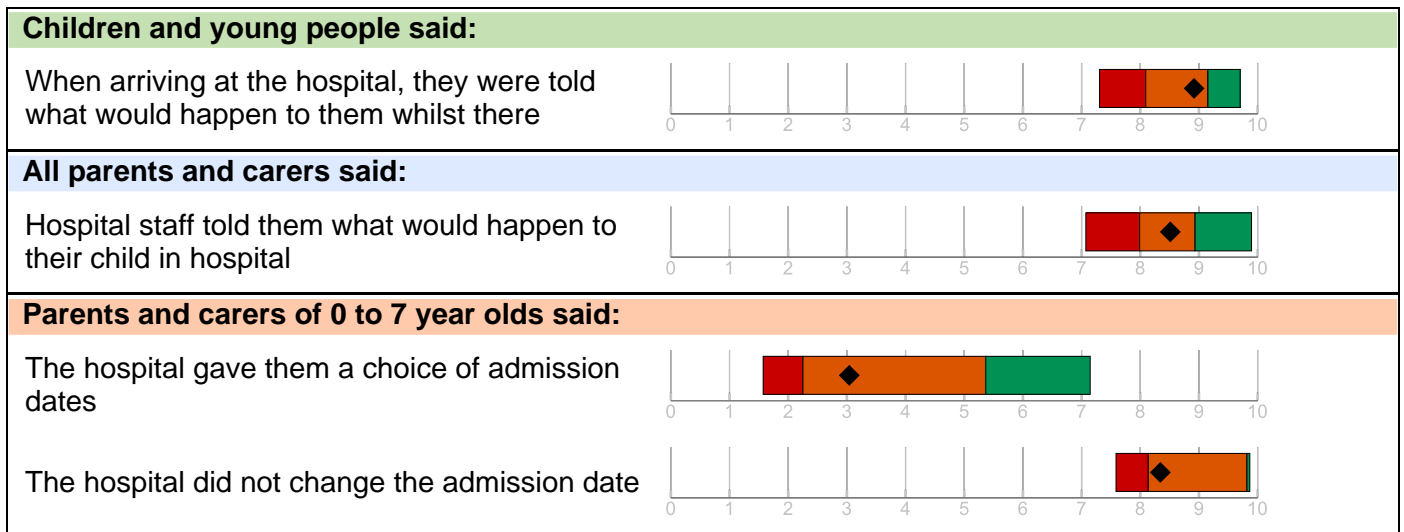 Children and young people said:
When arriving at the hospital, they were told
what would happen to them whilst there
0 1 2 3 4 5 6 7 8 9 10
All parents and carers said:
Hospital staff told them what would happen to
their child in hospital
0 1 2 3 4 5 6 7 8 9 10
Parents and carers of 0 to 7 year olds said:
The hospital gave them a choice of admission
dates
0 1 2 3 4 5 6 7 8 9 10
The hospital did not change the admission date
0 1 2 3 4 5 6 7 8 9 10